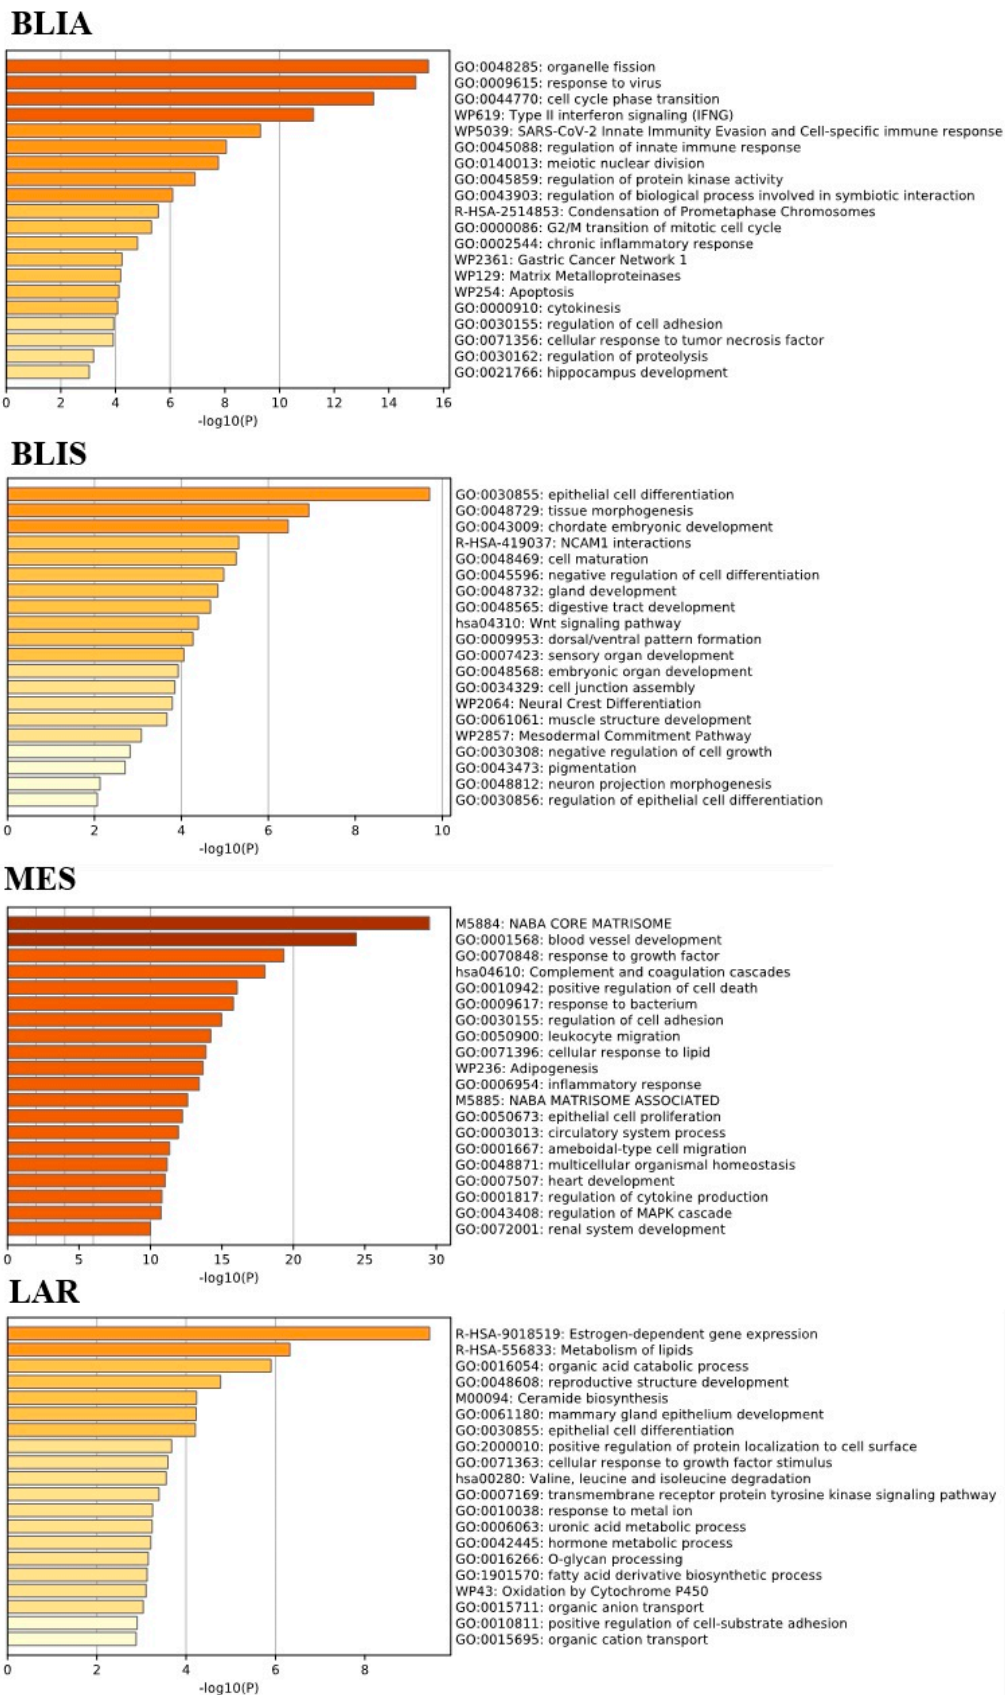 BLIA
GO:0048285: organelle fission
GO:0009615: response to virus
GO:0044770: cell cycle phase transition
WP619: Type II interferon signaling (IFNG)
WP5039: SARS-CoV-2 Innate Immunity Evasion and Cell-specific immune response
GO:0045088: regulation of innate immune response
GO:0140013: meiotic nuclear division
GO:0045859: regulation of protein kinase activity
GO:0043903: regulation of biological process involved in symbiotic interaction
R-HSA-2514853: Condensation of Prometaphase Chromosomes
GO:0000086: G2/M transition of mitotic cell cycle
GO:0002544: chronic inflammatory response
WP2361: Gastric Cancer Network 1
WP129: Matrix Metalloproteinases
WP254: Apoptosis
GO:0000910: cytokinesis
GO:0030155: regulation of cell adhesion
GO:0071356: cellular response to tumor necrosis factor
GO:0030162: regulation of proteolysis
GO:0021766: hippocampus development
0 2 4 6 8 10 12 14 16
-log10(P)
BLIS
GO:0030855: epithelial cell differentiation
GO:0048729: tissue morphogenesis
GO:0043009: chordate embryonic development
R-HSA-419037: NCAM1 interactions
GO:0048469: cell maturation
GO:0045596: negative regulation of cell differentiation
GO:0048732: gland development
GO:0048565: digestive tract development
hsa04310: Wnt signaling pathway
GO:0009953: dorsal/ventral pattern formation
GO:0007423: sensory organ development
GO:0048568: embryonic organ development
GO:0034329: cell junction assembly
WP2064: Neural Crest Differentiation
GO:0061061: muscle structure development
WP2857: Mesodermal Commitment Pathway
GO:0030308: negative regulation of cell growth
GO:0043473: pigmentation
GO:0048812: neuron projection morphogenesis
GO:0030856: regulation of epithelial cell differentiation
0 2 4 6 8 10
-log10(P)
MES
M5884: NABA CORE MATRISOME
GO:0001568: blood vessel development
GO:0070848: response to growth factor
hsa04610: Complement and coagulation cascades
GO:0010942: positive regulation of cell death
GO:0009617: response to bacterium
GO:0030155: regulation of cell adhesion
GO:0050900: leukocyte migration
GO:0071396: cellular response to lipid
WP236: Adipogenesis
GO:0006954: inflammatory response
M5885: NABA MATRISOME ASSOCIATED
GO:0050673: epithelial cell proliferation
GO:0003013: circulatory system process
GO:0001667: ameboidal-type cell migration
GO:0048871: multicellular organismal homeostasis
GO:0007507: heart development
GO:0001817: regulation of cytokine production
GO:0043408: regulation of MAPK cascade
GO:0072001: renal system development
0 5 10 15 20 25 30
-log10(P)
LAR
R-HSA-9018519: Estrogen-dependent gene expression
R-HSA-556833: Metabolism of lipids
GO:0016054: organic acid catabolic process
GO:0048608: reproductive structure development
M00094: Ceramide biosynthesis
GO:0061180: mammary gland epithelium development
GO:0030855: epithelial cell differentiation
GO:2000010: positive regulation of protein localization to cell surface
GO:0071363: cellular response to growth factor stimulus
hsa00280: Valine, leucine and isoleucine degradation
GO:0007169: transmembrane receptor protein tyrosine kinase signaling pathway
GO:0010038: response to metal ion
GO:0006063: uronic acid metabolic process
GO:0042445: hormone metabolic process
GO:0016266: O-glycan processing
GO:1901570: fatty acid derivative biosynthetic process
WP43: Oxidation by Cytochrome P450
GO:0015711: organic anion transport
GO:0010811: positive regulation of cell-substrate adhesion
GO:0015695: organic cation transport
0 2 4 6 8
-log10(P)